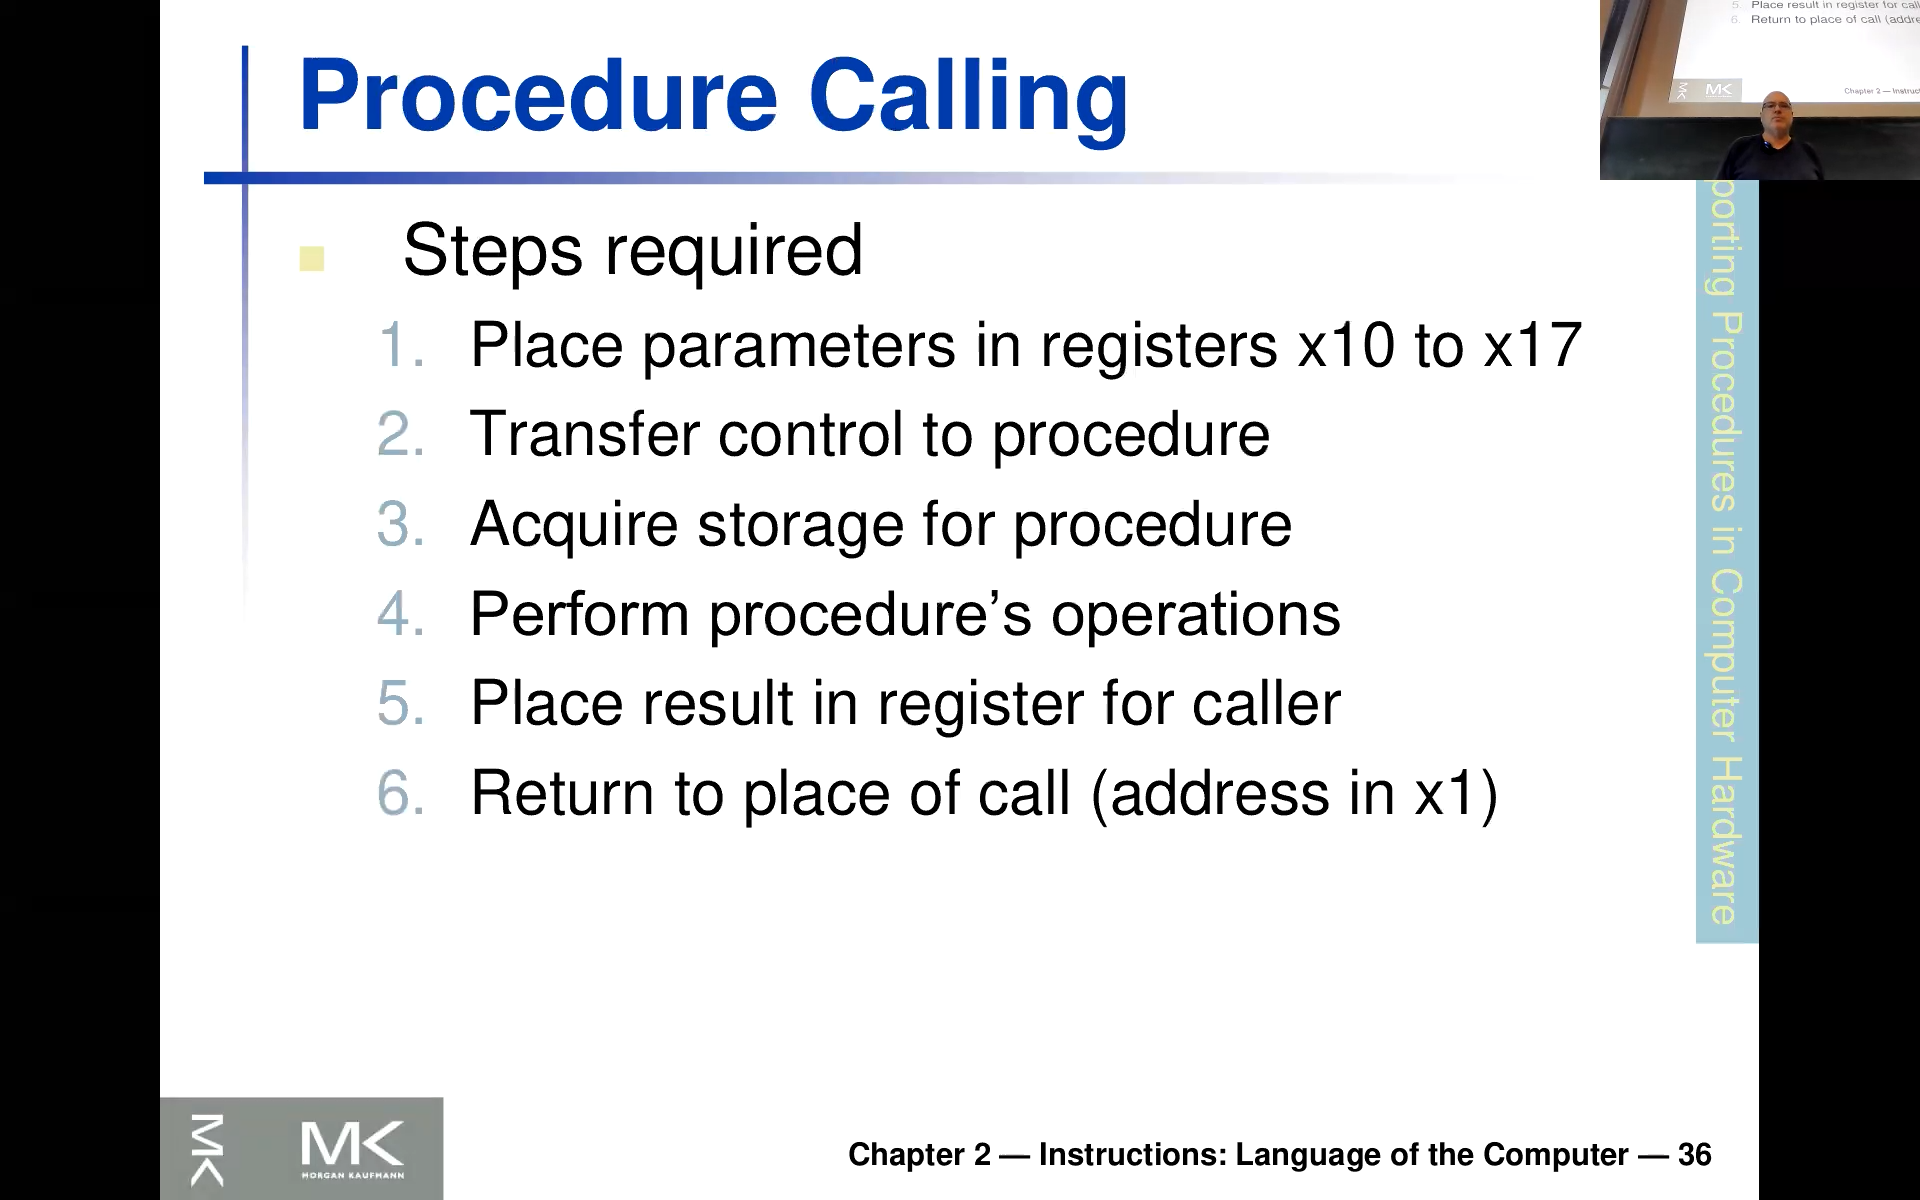 Procedure Calling
Steps required
1. Place parameters in registers x10 to x17
2. Transfer control to procedure
3. Acquire storage for procedure
4. Perform procedure’s operations
5. Place result in register for caller
6. Return to place of call (address in x1)
porting Procedures in Computer Hardware
5. Place result in register for call
6. Return to place of call (addre
MK
MK
Chapter 2 — Instruc
MK
MK
MORGAN KAUFMANN
Chapter 2 — Instructions: Language of the Computer — 36